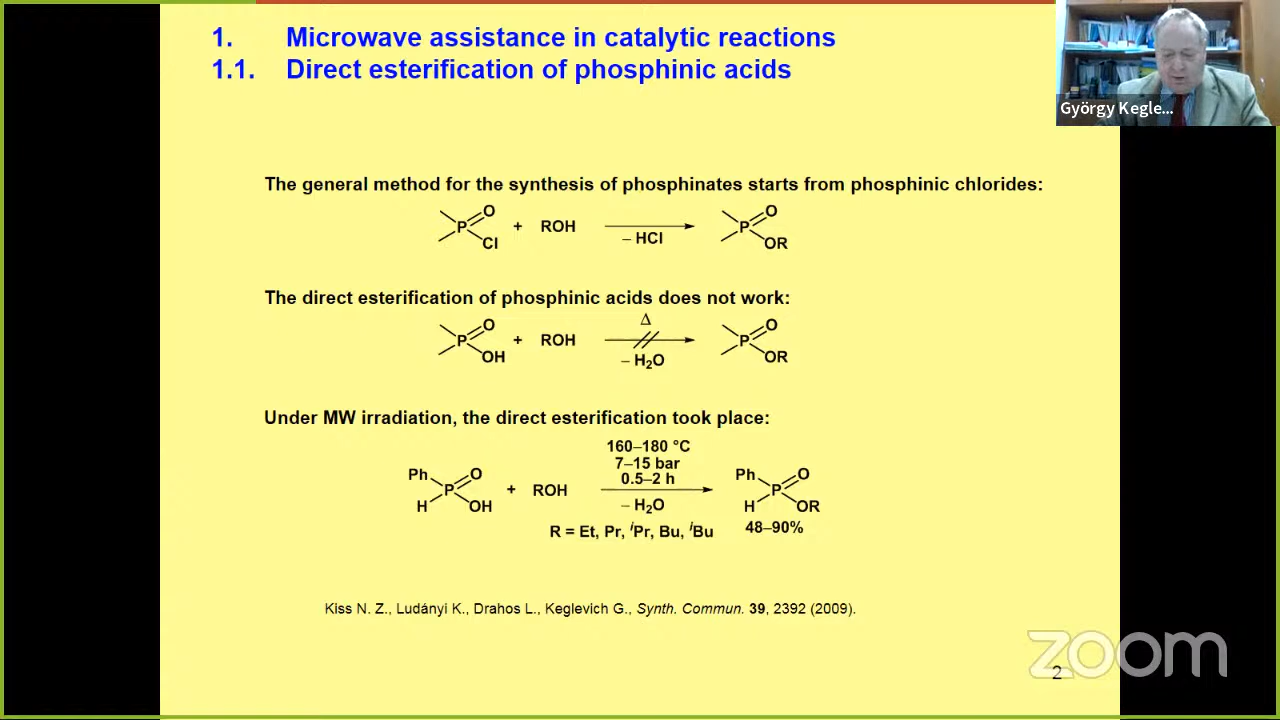 1. Microwave assistance in catalytic reactions
1.1. Direct esterification of phosphinic acids
György Kegle...
The general method for the synthesis of phosphinates starts from phosphinic chlorides:
P O Cl + ROH – HCl P O OR
The direct esterification of phosphinic acids does not work:
P O OH + ROH Δ – H₂O P O OR
Under MW irradiation, the direct esterification took place:
160–180 °C
7–15 bar
0.5–2 h
Ph P O H OH + ROH – H₂O Ph P O H OR
R = Et, Pr, ⁱPr, Bu, ⁱBu 48–90%
Kiss N. Z., Ludányi K., Drahos L., Keglevich G., Synth. Commun. 39, 2392 (2009).
zoom
2